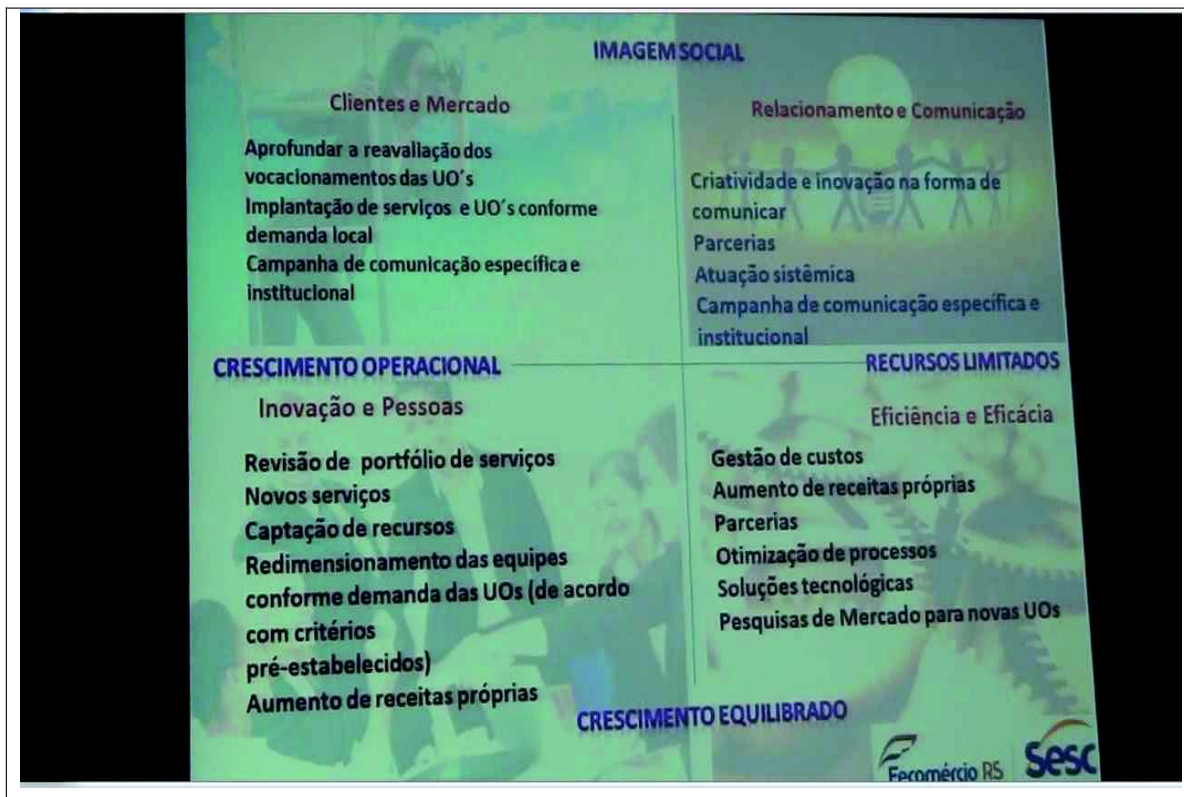 IMAGEM SOCIAL
Clientes e Mercado
Aprofundar a reavaliação dos
vocacionamentos das UO´s
Implantação de serviços e UO´s conforme
demanda local
Campanha de comunicação específica e
institucional
Relacionamento e Comunicação
Criatividade e inovação na forma de
comunicar
Parcerias
Atuação sistêmica
Campanha de comunicação específica e
institucional
CRESCIMENTO OPERACIONAL
RECURSOS LIMITADOS
Inovação e Pessoas
Revisão de portfólio de serviços
Novos serviços
Captação de recursos
Redimensionamento das equipes
conforme demanda das UOs (de acordo
com critérios
pré-estabelecidos)
Aumento de receitas próprias
Eficiência e Eficácia
Gestão de custos
Aumento de receitas próprias
Parcerias
Otimização de processos
Soluções tecnológicas
Pesquisas de Mercado para novas UOs
CRESCIMENTO EQUILIBRADO
Fecomércio RS
Sesc